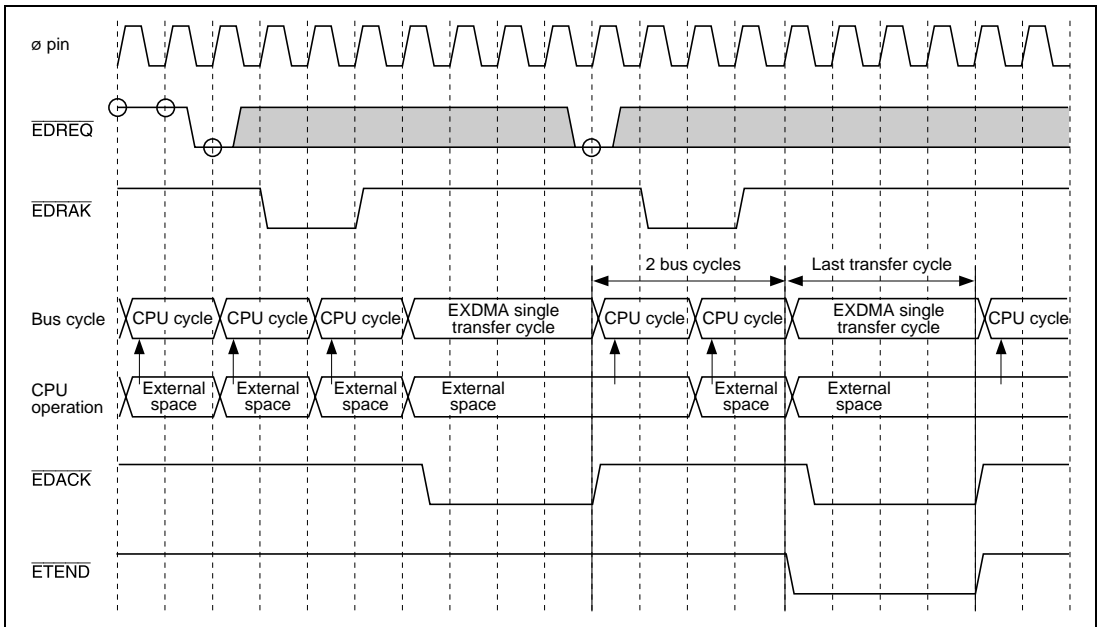 ø pin
EDREQ
EDRAK
2 bus cycles
Last transfer cycle
Bus cycle
CPU cycle
CPU cycle
CPU cycle
EXDMA single
transfer cycle
CPU cycle
CPU cycle
EXDMA single
transfer cycle
CPU cycle
CPU
operation
External
space
External
space
External
space
External
space
External
space
External
space
EDACK
ETEND